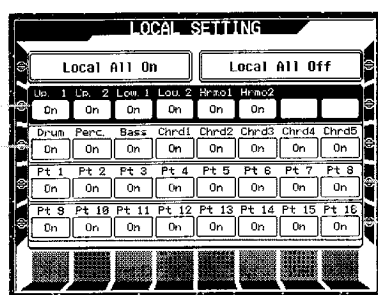 LOCAL SETTING
Local All On Local All Off
Up. 1 Up. 2 Low. 1 Low. 2 Hrmo1 Hrmo2
On On On On On On
Drum Perc. Bass Chrd1 Chrd2 Chrd3 Chrd4 Chrd5
On On On On On On On On
Pt 1 Pt 2 Pt 3 Pt 4 Pt 5 Pt 6 Pt 7 Pt 8
On On On On On On On On
Pt 9 Pt 10 Pt 11 Pt 12 Pt 13 Pt 14 Pt 15 Pt 16
On On On On On On On On